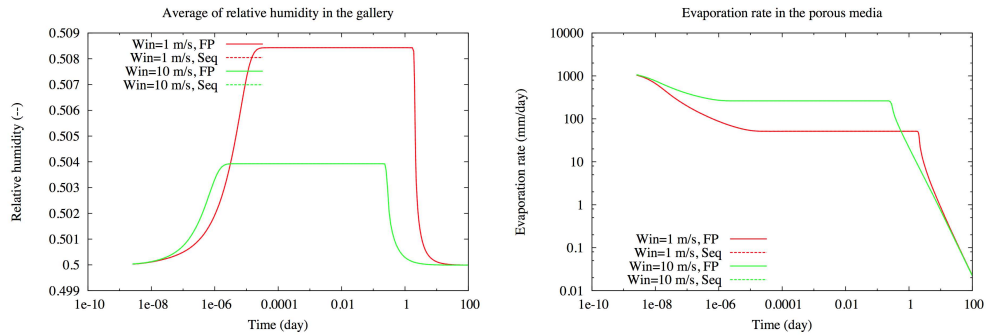 Average of relative humidity in the gallery
Relative humidity (--)
0.509
0.508
0.507
0.506
0.505
0.504
0.503
0.502
0.501
0.5
0.499
Win=1 m/s, FP
Win=1 m/s, Seq
Win=10 m/s, FP
Win=10 m/s, Seq
1e-10 1e-08 1e-06 0.0001 0.01 1 100
Time (day)
Evaporation rate in the porous media
Evaporation rate (mm/day)
10000
1000
100
10
1
0.1
0.01
Win=1 m/s, FP
Win=1 m/s, Seq
Win=10 m/s, FP
Win=10 m/s, Seq
1e-10 1e-08 1e-06 0.0001 0.01 1 100
Time (day)